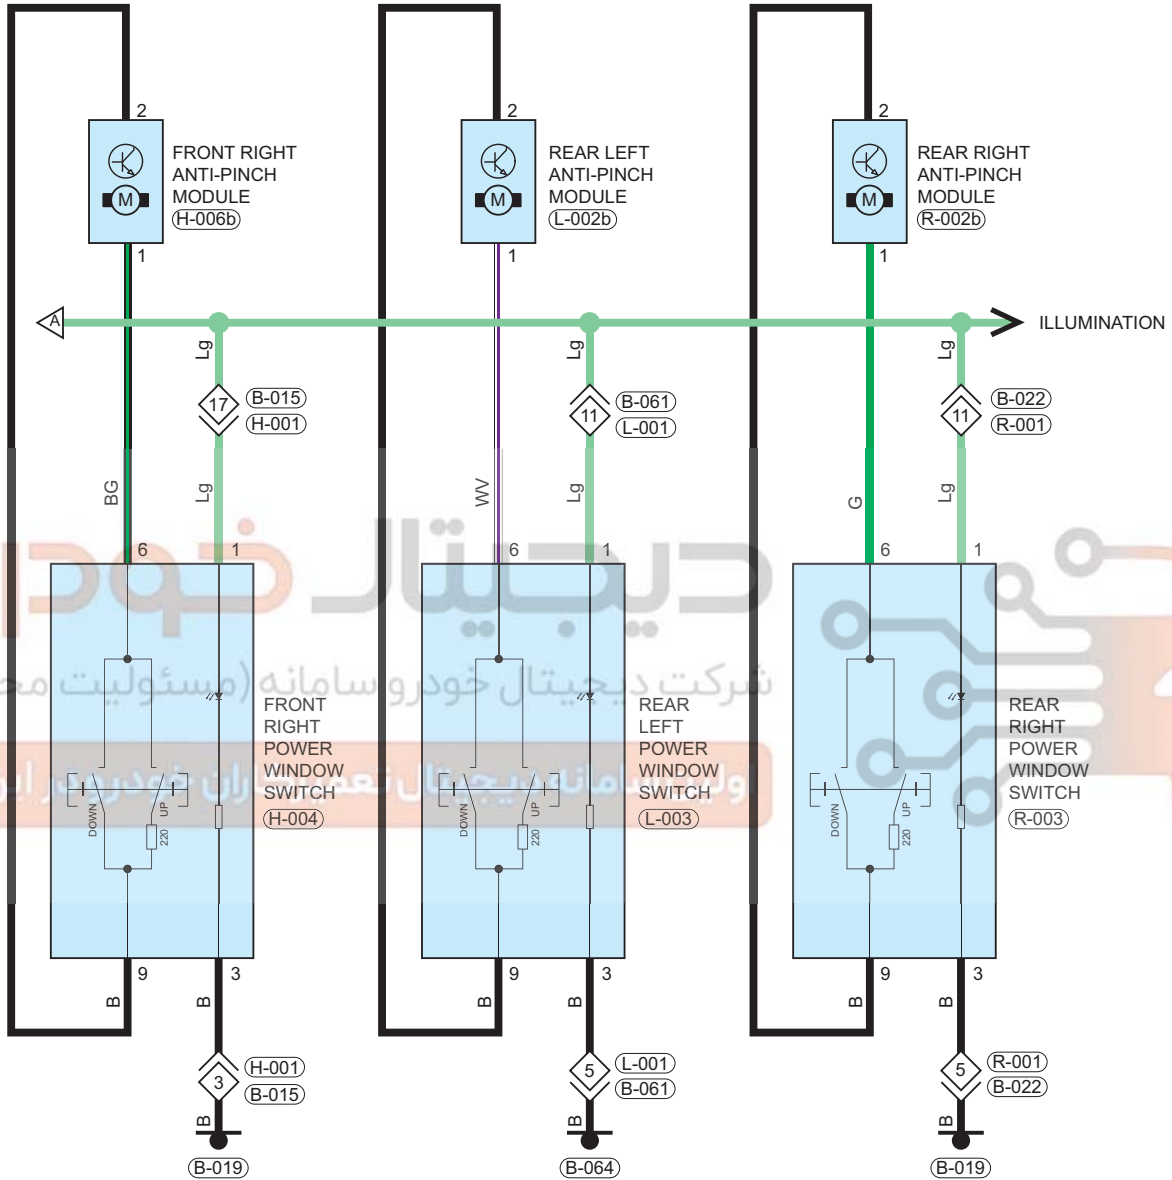 2
FRONT RIGHT
ANTI-PINCH
MODULE
H-006b
M
1
2
REAR LEFT
ANTI-PINCH
MODULE
L-002b
M
1
2
REAR RIGHT
ANTI-PINCH
MODULE
R-002b
M
1
A
ILLUMINATION
Lg
17
B-015
H-001
Lg
11
B-061
L-001
Lg
11
B-022
R-001
BG
Lg
WV
Lg
G
Lg
6
1
6
1
6
1
دیجیتال خودرو
شرکت دیجیتال خودرو سامانه (مسئولیت
اولین سامانه دیجیتال تعمیرکاران خودرو در
FRONT
RIGHT
POWER
WINDOW
SWITCH
H-004
DOWN
UP
220
REAR
LEFT
POWER
WINDOW
SWITCH
L-003
DOWN
UP
220
REAR
RIGHT
POWER
WINDOW
SWITCH
R-003
DOWN
UP
220
9
3
9
3
9
3
B
B
B
B
B
B
3
H-001
B-015
5
L-001
B-061
5
R-001
B-022
B
B
B
B-019
B-064
B-019